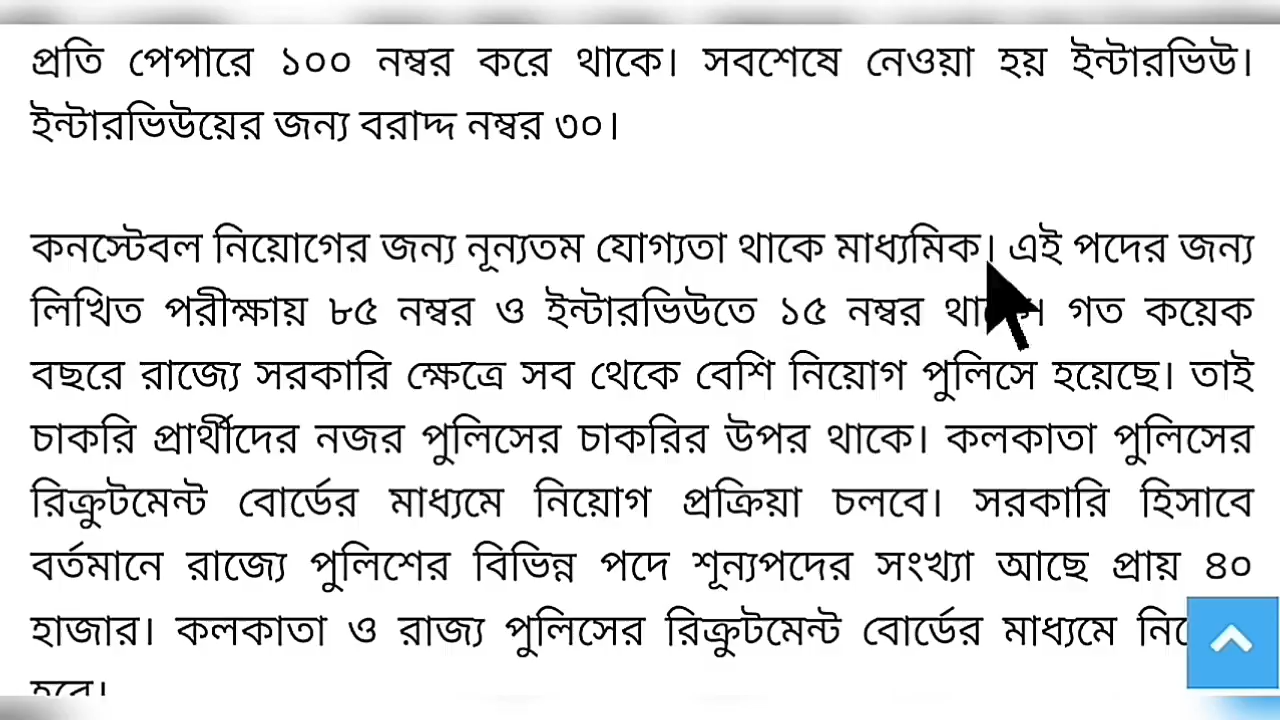 প্রতি পেপারে ১০০ নম্বর করে থাকে। সবশেষে নেওয়া হয় ইন্টারভিউ।
ইন্টারভিউয়ের জন্য বরাদ্দ নম্বর ৩০।
কনস্টেবল নিয়োগের জন্য নূন্যতম যোগ্যতা থাকে মাধ্যমিক। এই পদের জন্য
লিখিত পরীক্ষায় ৮৫ নম্বর ও ইন্টারভিউতে ১৫ নম্বর গত কয়েক
বছরে রাজ্যে সরকারি ক্ষেত্রে সব থেকে বেশি নিয়োগ পুলিসে হয়েছে। তাই
চাকরি প্রার্থীদের নজর পুলিসের চাকরির উপর থাকে। কলকাতা পুলিসের
রিক্রুটমেন্ট বোর্ডের মাধ্যমে নিয়োগ প্রক্রিয়া চলবে। সরকারি হিসাবে
বর্তমানে রাজ্যে পুলিশের বিভিন্ন পদে শূন্যপদের সংখ্যা আছে প্রায় ৪০
হাজার। কলকাতা ও রাজ্য পুলিসের রিক্রুটমেন্ট বোর্ডের মাধ্যমে